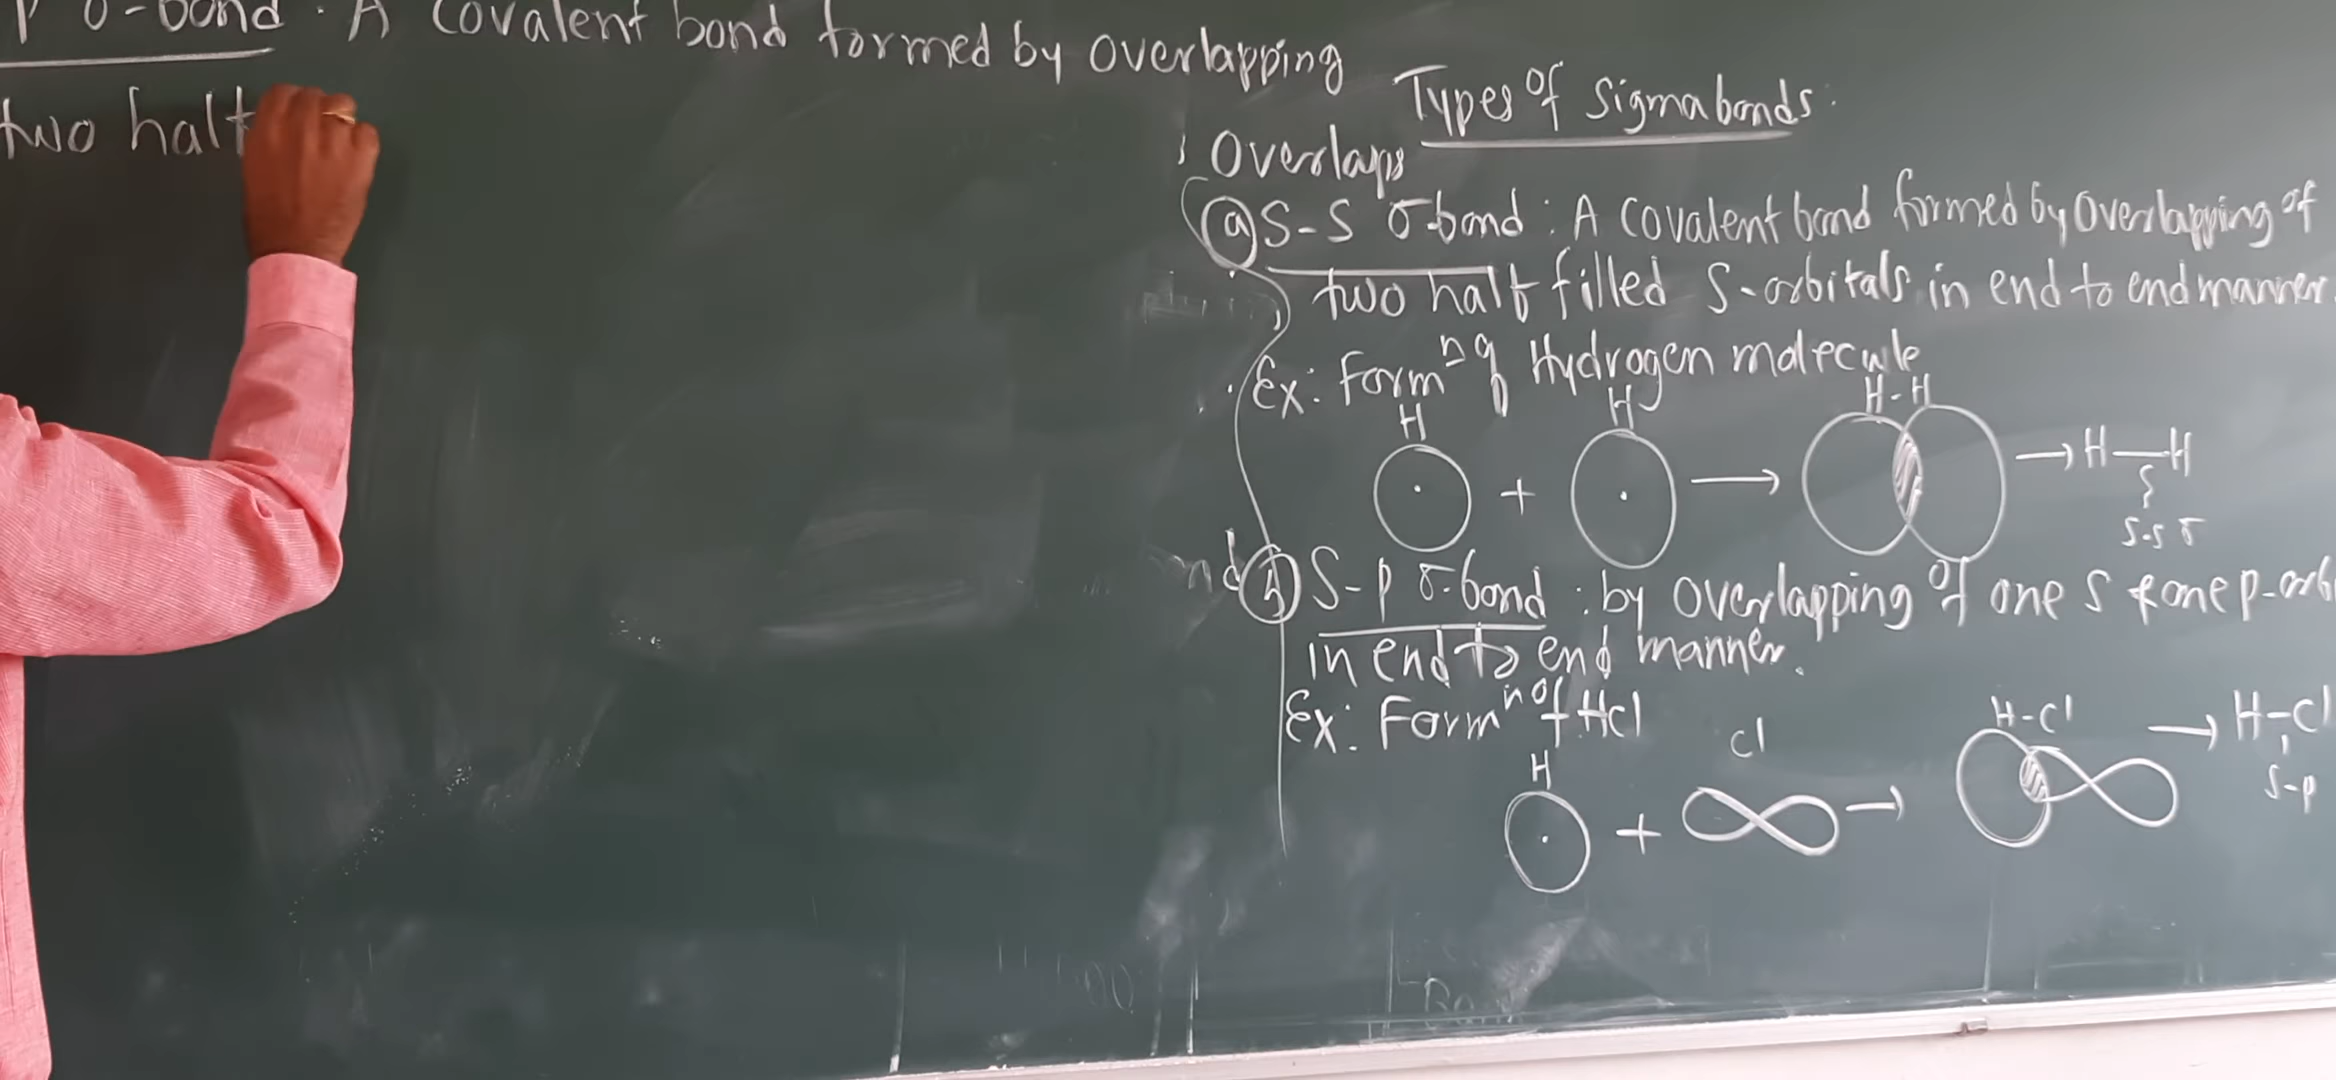 p σ-bond : A Covalent bond formed by overlapping
two half
Types of Sigma bonds:
Overlaps
(a) S-S σ-bond : A covalent bond formed by Overlapping of
two half filled S-orbitals in end to end manner.
Ex: Formⁿ of Hydrogen molecule
H H H-H
+ → → H—H
S-S σ
(b) S-p σ-bond : by overlapping of one S & one p-orb
in end to end manner.
Ex: Formⁿ of HCl
H Cl H-Cl → H-Cl
+ →
S-p